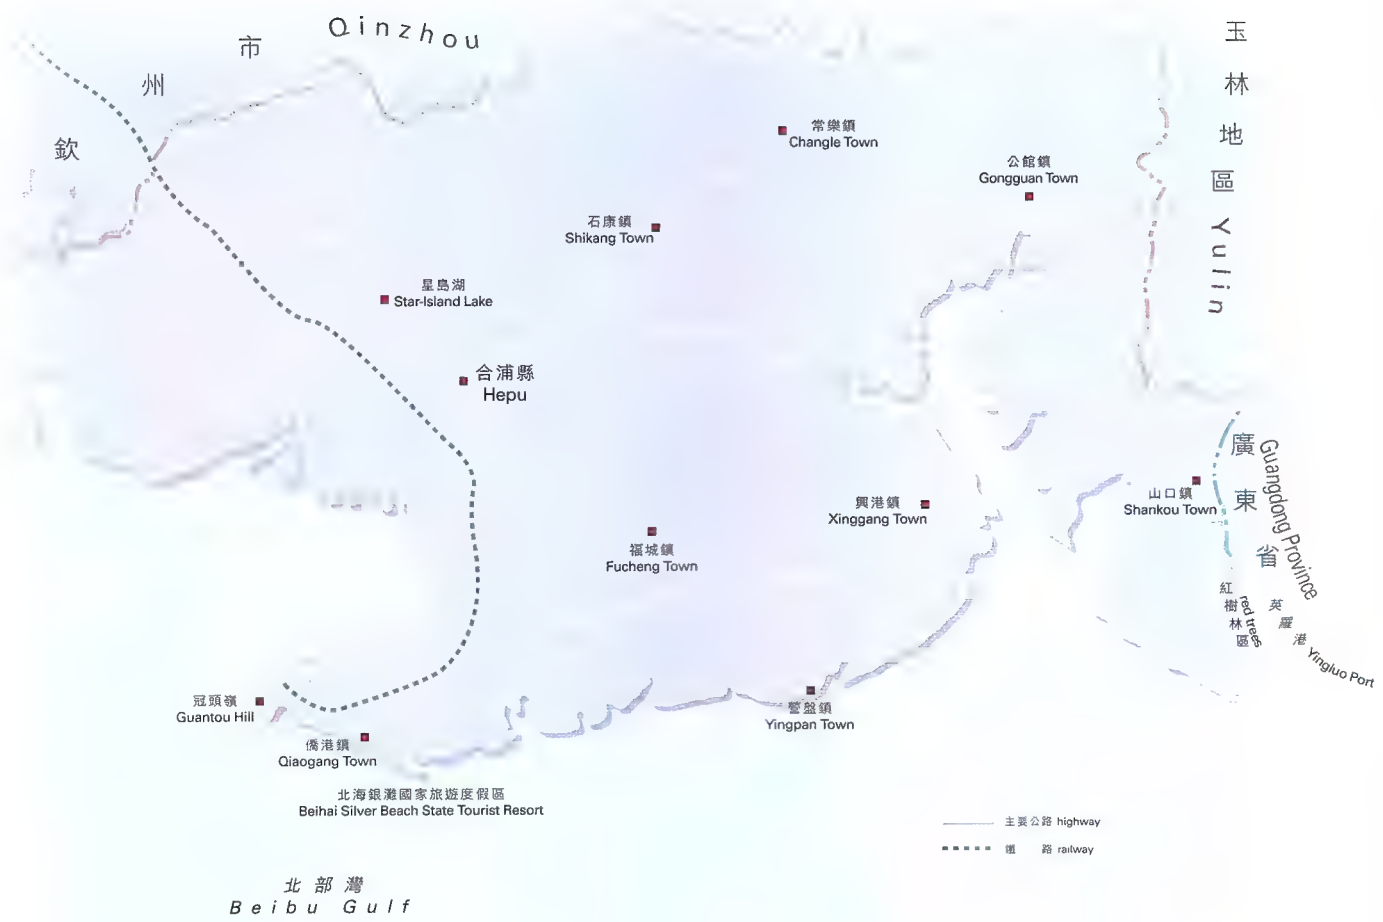 欽州市
Qinzhou
玉林地區 Yulin
常樂鎮
Changle Town
公館鎮
Gongguan Town
石康鎮
Shikang Town
星島湖
Star-Island Lake
合浦縣
Hepu
廣東省
Guangdong Province
山口鎮
Shankou Town
興港鎮
Xinggang Town
福城鎮
Fucheng Town
紅樹林區
red trees
英羅港
Yingluo Port
冠頭嶺
Guantou Hill
營盤鎮
Yingpan Town
僑港鎮
Qiaogang Town
北海銀灘國家旅遊度假區
Beihai Silver Beach State Tourist Resort
主要公路 highway
鐵路 railway
北部灣
Beibu Gulf